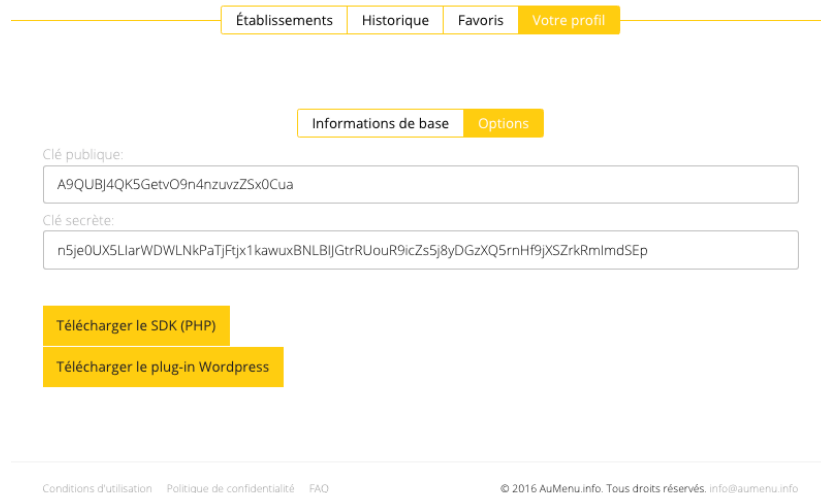 Établissements Historique Favoris Votre profil
Informations de base Options
Clé publique:
A9QUBJ4QK5GetvO9n4nzuvzZSx0Cua
Clé secrète:
n5je0UX5LIarWDWLNkPaTjFtjx1kawuxBNLBIJGtrRUouR9icZs5j8yDGzXQ5rnHf9jXSZrkRmImdSEp
Télécharger le SDK (PHP)
Télécharger le plug-in Wordpress
Conditions d'utilisation Politique de confidentialité FAQ © 2016 AuMenu.info. Tous droits réservés. info@aumenu.info